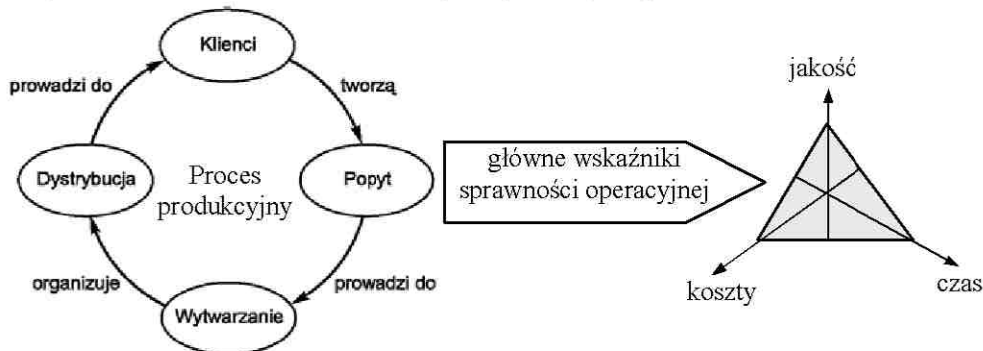 Klienci
prowadzi do
tworzą
Dystrybucja
Proces
produkcyjny
Popyt
organizuje
prowadzi do
Wytwarzanie
główne wskaźniki
sprawności operacyjnej
jakość
koszty
czas